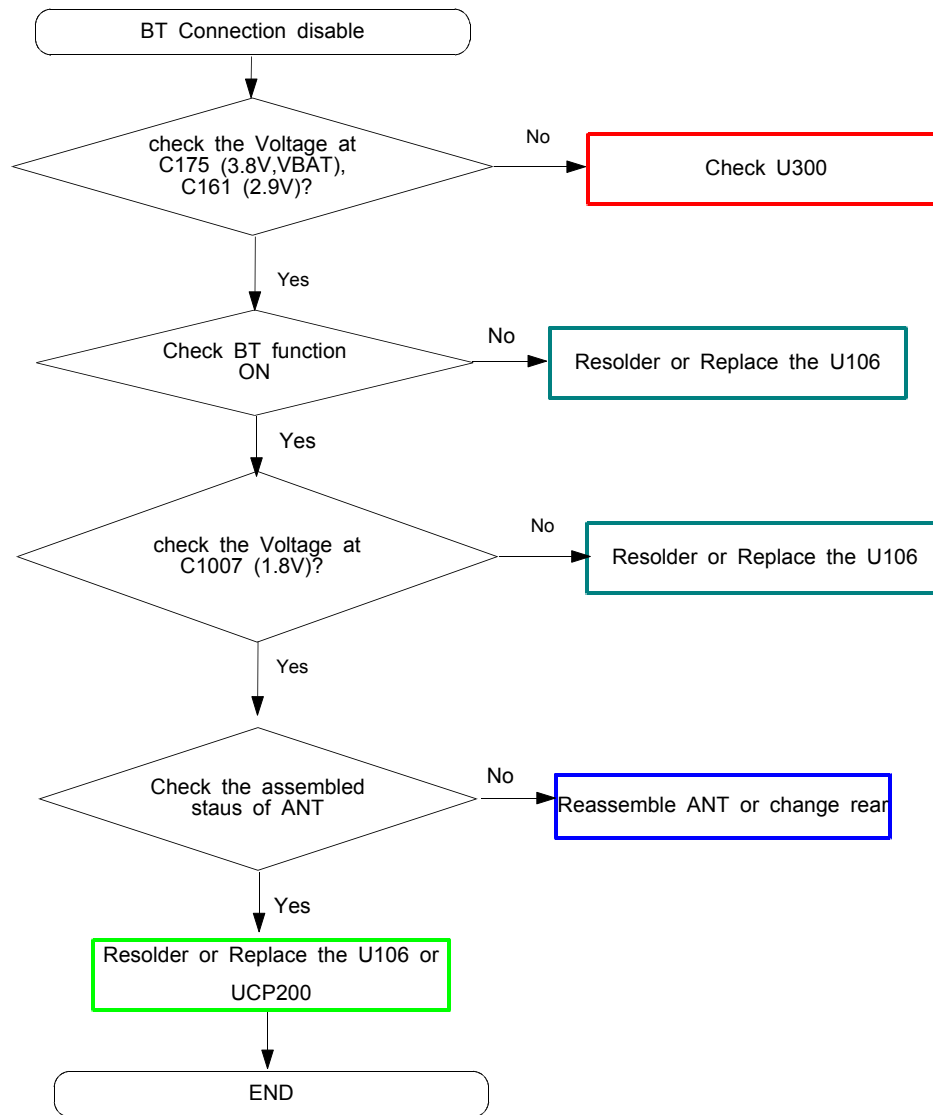 BT Connection disable
check the Voltage at
C175 (3.8V,VBAT),
C161 (2.9V)?
No
Check U300
Yes
Check BT function
ON
No
Resolder or Replace the U106
Yes
check the Voltage at
C1007 (1.8V)?
No
Resolder or Replace the U106
Yes
Check the assembled
staus of ANT
No
Reassemble ANT or change rear
Yes
Resolder or Replace the U106 or
UCP200
END